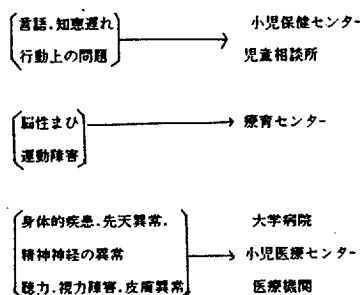 言語.知恵遅れ 小児保健センター
行動上の問題 児童相談所
脳性まひ 療育センター
運動障害
身体的疾患.先天異常. 大学病院
精神神経の異常 小児医療センター
聴力.視力障害.皮膚異常 医療機関